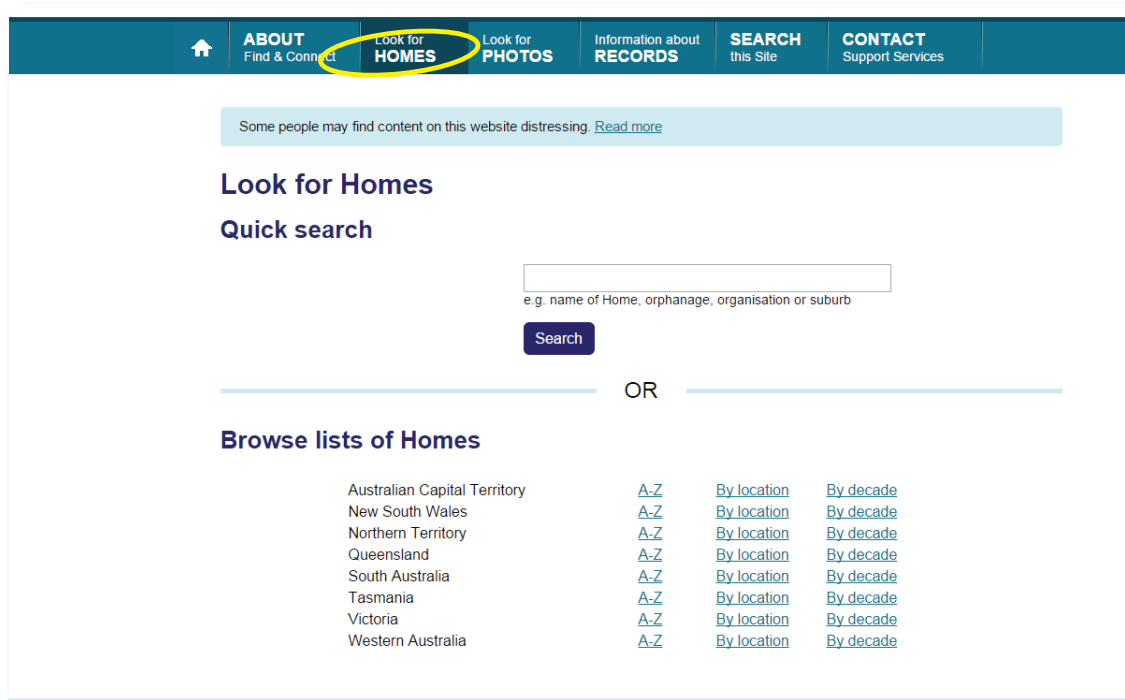 ABOUT
Find & Connect
Look for
HOMES
Look for
PHOTOS
Information about
RECORDS
SEARCH
this Site
CONTACT
Support Services
Some people may find content on this website distressing. Read more
Look for Homes
Quick search
e.g. name of Home, orphanage, organisation or suburb
Search
OR
Browse lists of Homes
Australian Capital Territory A-Z By location By decade
New South Wales A-Z By location By decade
Northern Territory A-Z By location By decade
Queensland A-Z By location By decade
South Australia A-Z By location By decade
Tasmania A-Z By location By decade
Victoria A-Z By location By decade
Western Australia A-Z By location By decade